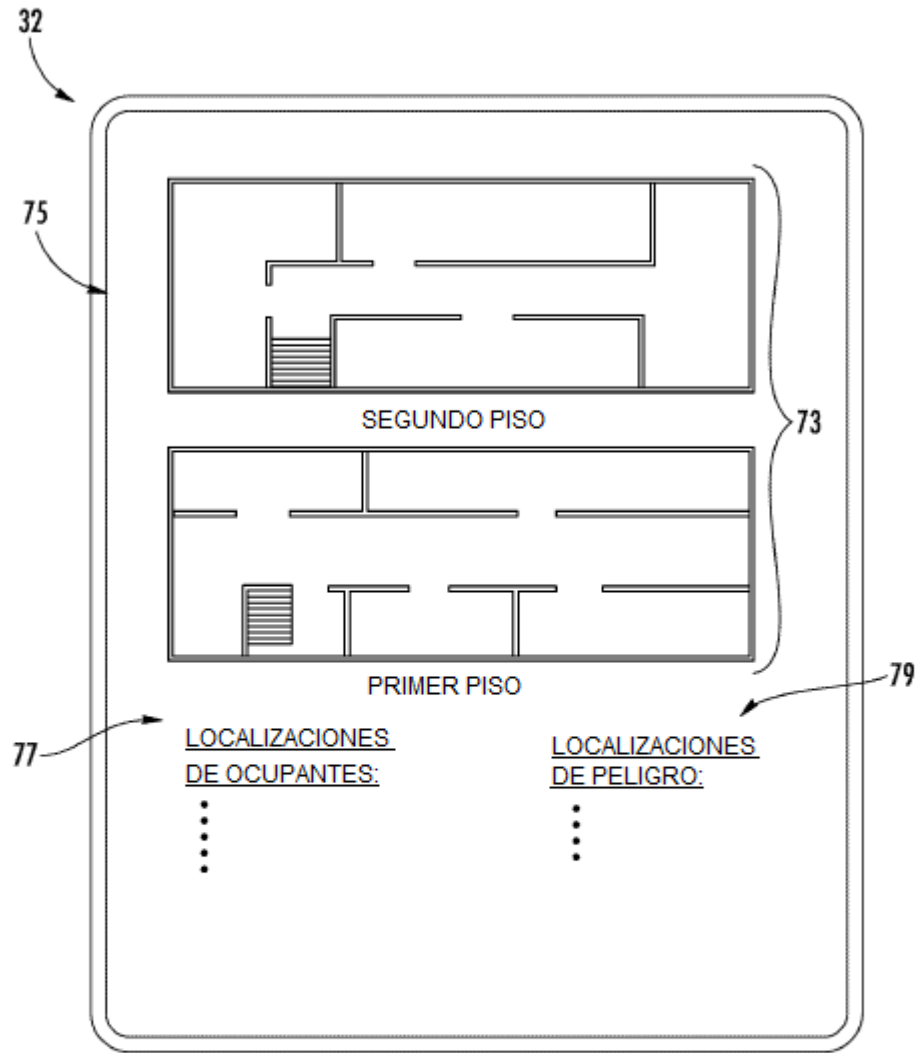 32
75
SEGUNDO PISO
73
PRIMER PISO
79
77
LOCALIZACIONES
DE OCUPANTES:
LOCALIZACIONES
DE PELIGRO: